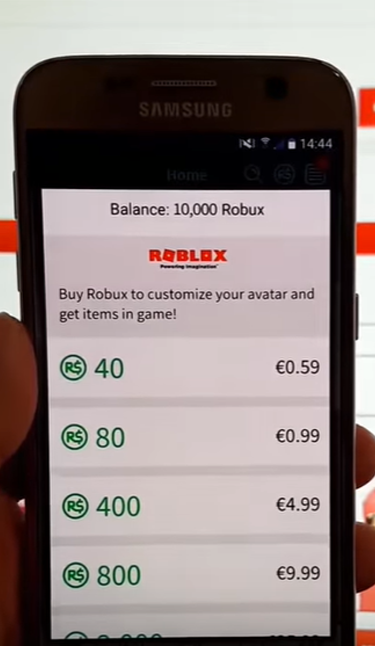 SAMSUNG
14:44
Home
Balance: 10,000 Robux
ROBLOX
Powering Imagination
Buy Robux to customize your avatar and
get items in game!
R$ 40 €0.59
R$ 80 €0.99
R$ 400 €4.99
R$ 800 €9.99